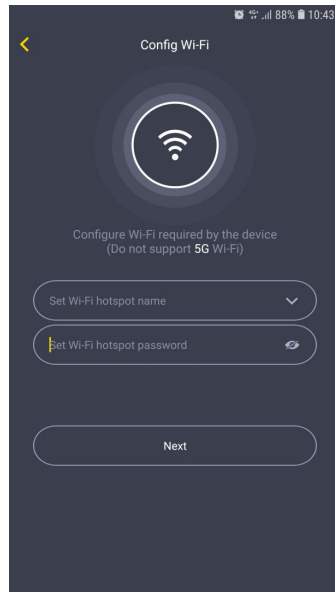 4G+ 88% 10:43
Config Wi-Fi
Configure Wi-Fi required by the device
(Do not support 5G Wi-Fi)
Set Wi-Fi hotspot name
Set Wi-Fi hotspot password
Next